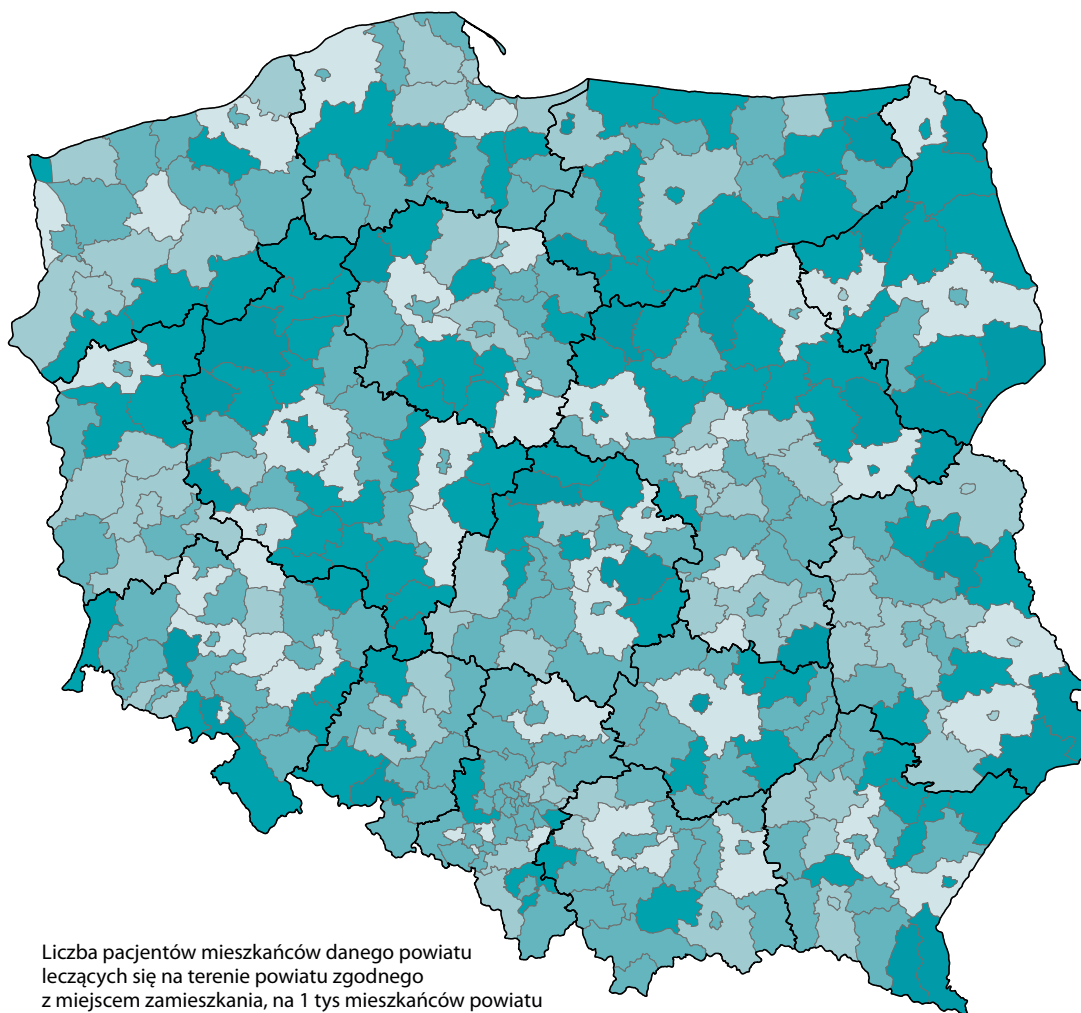 Liczba pacjentów mieszkańców danego powiatu
leczących się na terenie powiatu zgodnego
z miejscem zamieszkania, na 1 tys mieszkańców powiatu